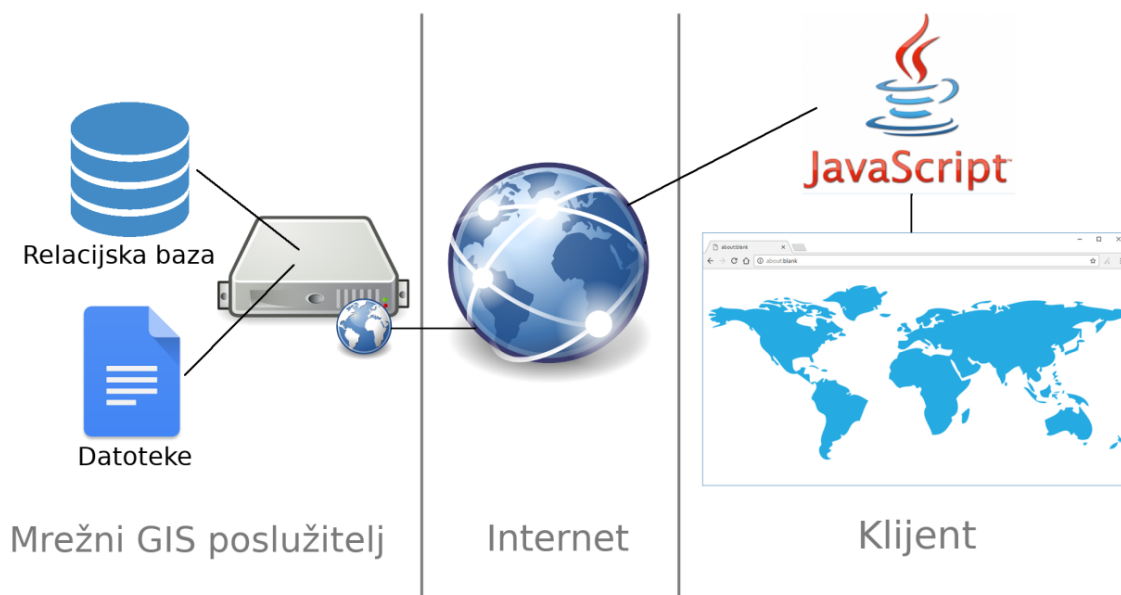 Relacijska baza
Datoteke
Mrežni GIS poslužitelj
Internet
JavaScript
about:blank
about:blank
Klijent